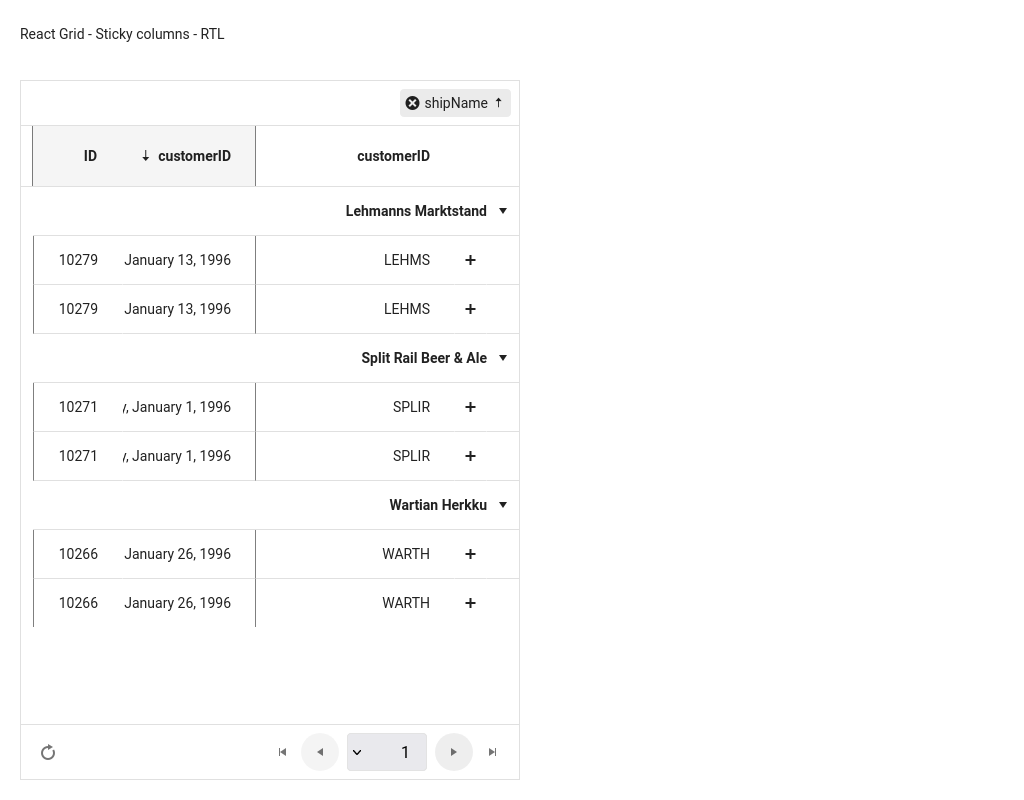 React Grid - Sticky columns - RTL
shipName
ID customerID customerID
Lehmanns Marktstand
10279 January 13, 1996 LEHMS +
10279 January 13, 1996 LEHMS +
Split Rail Beer & Ale
10271 , January 1, 1996 SPLIR +
10271 , January 1, 1996 SPLIR +
Wartian Herkku
10266 January 26, 1996 WARTH +
10266 January 26, 1996 WARTH +
1